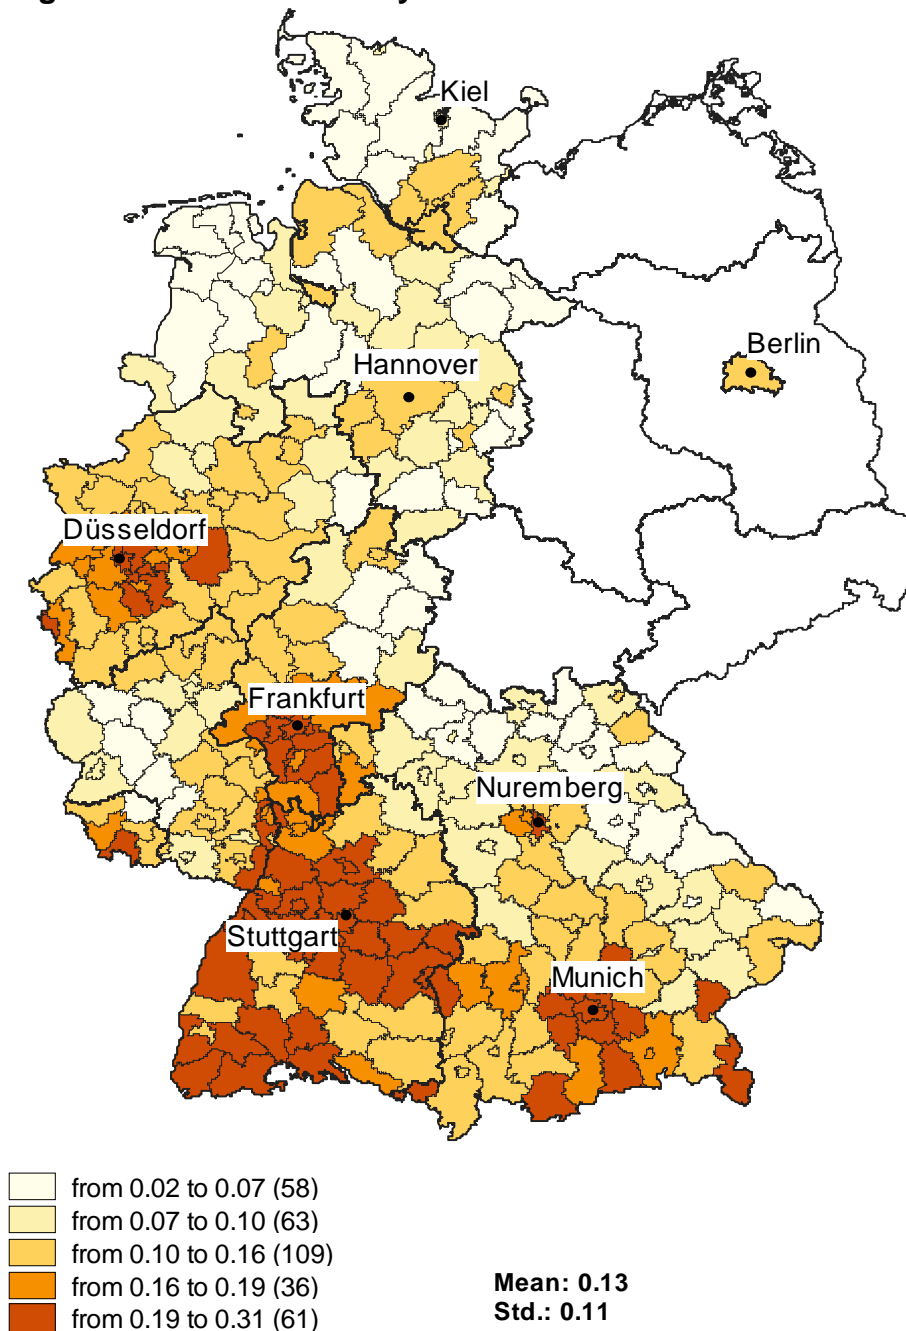 Kiel
Berlin
Hannover
Düsseldorf
Frankfurt
Nuremberg
Stuttgart
Munich
from 0.02 to 0.07 (58)
from 0.07 to 0.10 (63)
from 0.10 to 0.16 (109)
from 0.16 to 0.19 (36)
from 0.19 to 0.31 (61)
Mean: 0.13
Std.: 0.11